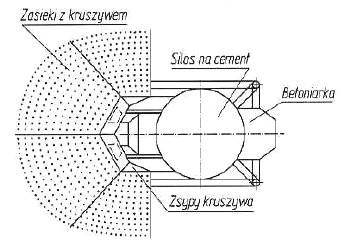 Zasieki z kruszywem
Silos na cement
Betoniarka
Zsypy kruszywa